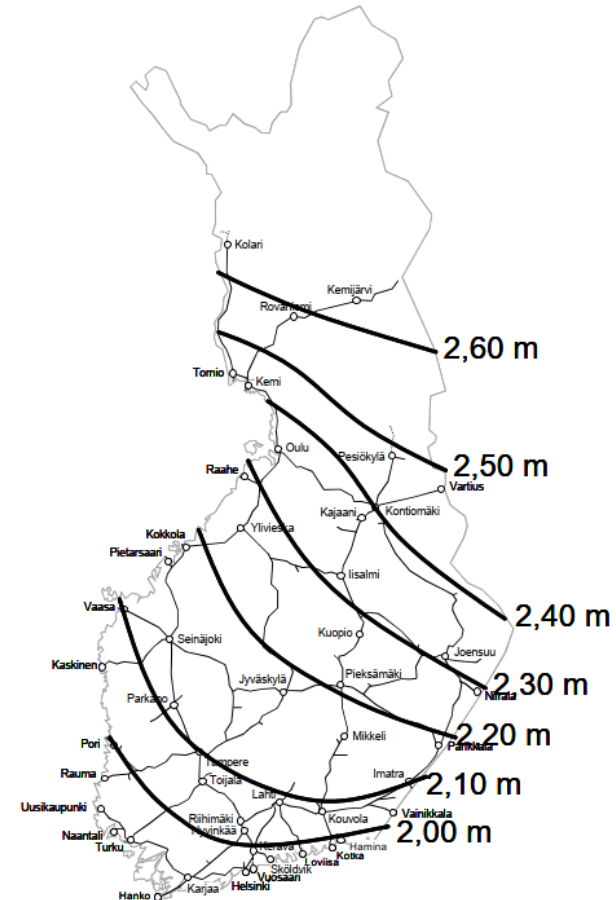 Kolari
Kemijärvi
Rovaniemi
2,60 m
Tornio
Kemi
Oulu
Pesiökylä
2,50 m
Raahe
Vartius
Kajaani
Kontiomäki
Ylivieska
Kokkola
Pietarsaari
Iisalmi
Vaasa
2,40 m
Kuopio
Seinäjoki
Joensuu
Kaskinen
Jyväskylä
Pieksämäki
2,30 m
Niirala
Parkano
Mikkeli
2,20 m
Pori
Parikkala
Tampere
Rauma
Toijala
Imatra
2,10 m
Lahti
Uusikaupunki
Kouvola
Vainikkala
Riihimäki
Hyvinkää
2,00 m
Naantali
Turku
Kerava
Hamina
Kotka
Loviisa
Sköldvik
Vuosaari
Helsinki
Karjaa
Hanko